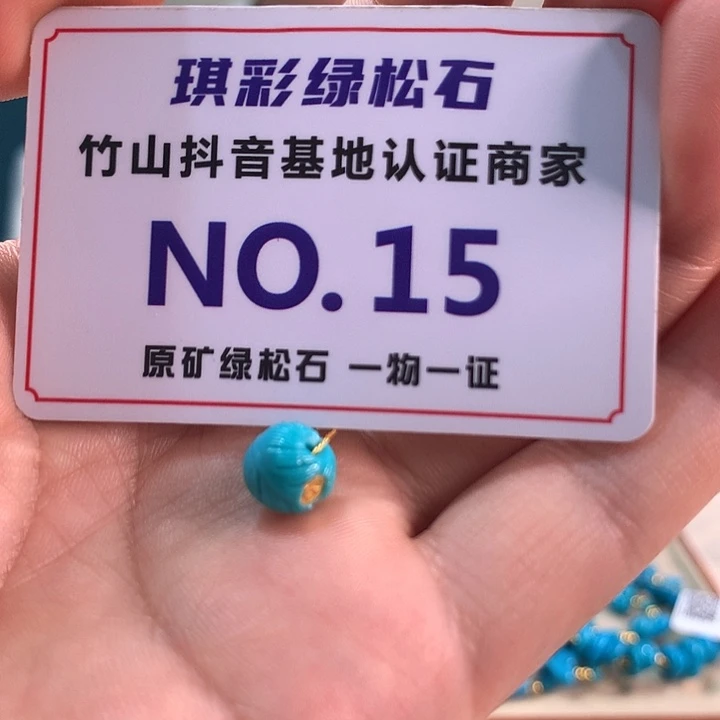 琪彩绿松石
竹山抖音基地认证商家
NO.15
原矿绿松石 一物一证